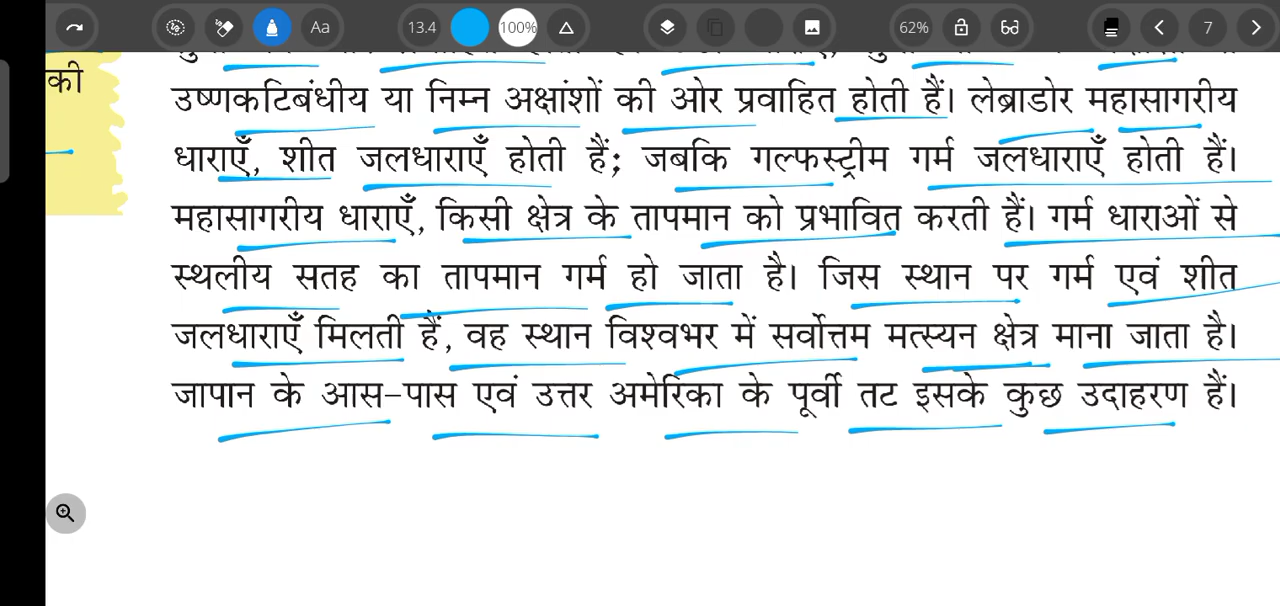 Aa 13.4 100% 62% 7
की
उष्णकटिबंधीय या निम्न अक्षांशों की ओर प्रवाहित होती हैं। लेब्राडोर महासागरीय
धाराएँ, शीत जलधाराएँ होती हैं; जबकि गल्फस्ट्रीम गर्म जलधाराएँ होती हैं।
महासागरीय धाराएँ, किसी क्षेत्र के तापमान को प्रभावित करती हैं। गर्म धाराओं से
स्थलीय सतह का तापमान गर्म हो जाता है। जिस स्थान पर गर्म एवं शीत
जलधाराएँ मिलती हैं, वह स्थान विश्वभर में सर्वोत्तम मत्स्यन क्षेत्र माना जाता है।
जापान के आस-पास एवं उत्तर अमेरिका के पूर्वी तट इसके कुछ उदाहरण हैं।